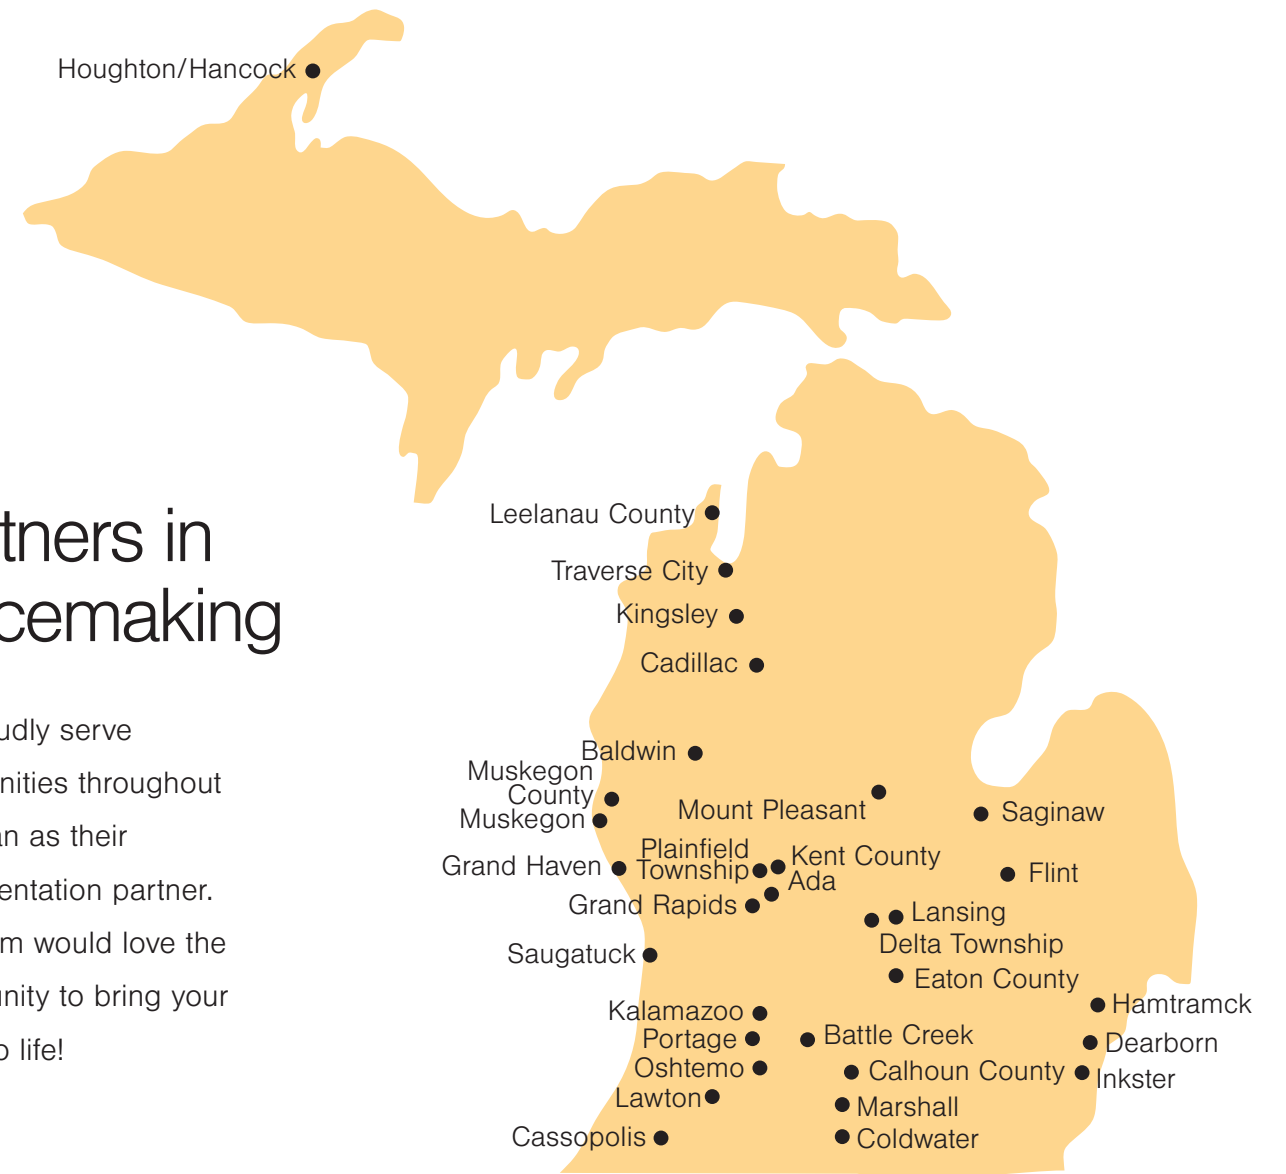 Houghton/Hancock
tners in
cemaking
udly serve
nities throughout
an as their
entation partner.
m would love the
unity to bring your
o life!
Leelanau County
Traverse City
Kingsley
Cadillac
Baldwin
Muskegon
County
Muskegon
Mount Pleasant
Saginaw
Grand Haven
Plainfield
Township
Kent County
Ada
Flint
Grand Rapids
Lansing
Delta Township
Saugatuck
Eaton County
Hamtramck
Kalamazoo
Portage
Battle Creek
Dearborn
Oshtemo
Calhoun County
Inkster
Lawton
Marshall
Cassopolis
Coldwater